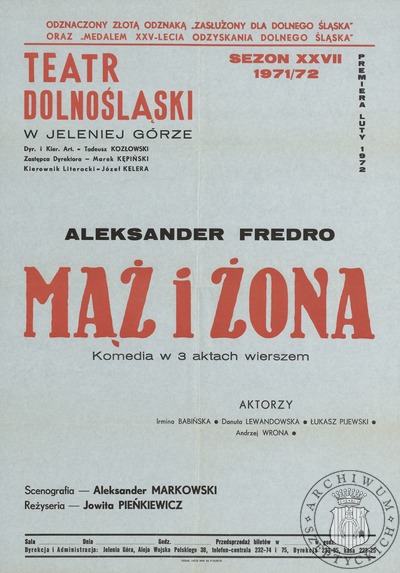 ODZNACZONY ZŁOTĄ ODZNAKĄ „ZASŁUŻONY DLA DOLNEGO ŚLĄSKA"
ORAZ „MEDALEM XXV-LECIA ODZYSKANIA DOLNEGO ŚLĄSKA"
TEATR
DOLNOŚLĄSKI
W JELENIEJ GÓRZE
Dyr. i Kier. Art. - Tadeusz KOZŁOWSKI
Zastępca Dyrektora - Marek KĘPIŃSKI
Kierownik Literacki - Józef KELERA
SEZON XXVII
1971/72
PREMIERA LUTY 1972
ALEKSANDER FREDRO
MĄŻ i ŻONA
Komedia w 3 aktach wierszem
AKTORZY
Irmina BABIŃSKA • Danuta LEWANDOWSKA • ŁUKASZ PIJEWSKI •
Andrzej WRONA •
Scenografia — Aleksander MARKOWSKI
Reżyseria — Jowita PIEŃKIEWICZ
Sala Dnia Godz. Przedsprzedaż biletów w godz.
Dyrekcja i Administracja: Jelenia Góra, Aleja Wojska Polskiego 38, telefon-centrala 232-74 i 75, Dyrekcja
ARCHIWUM